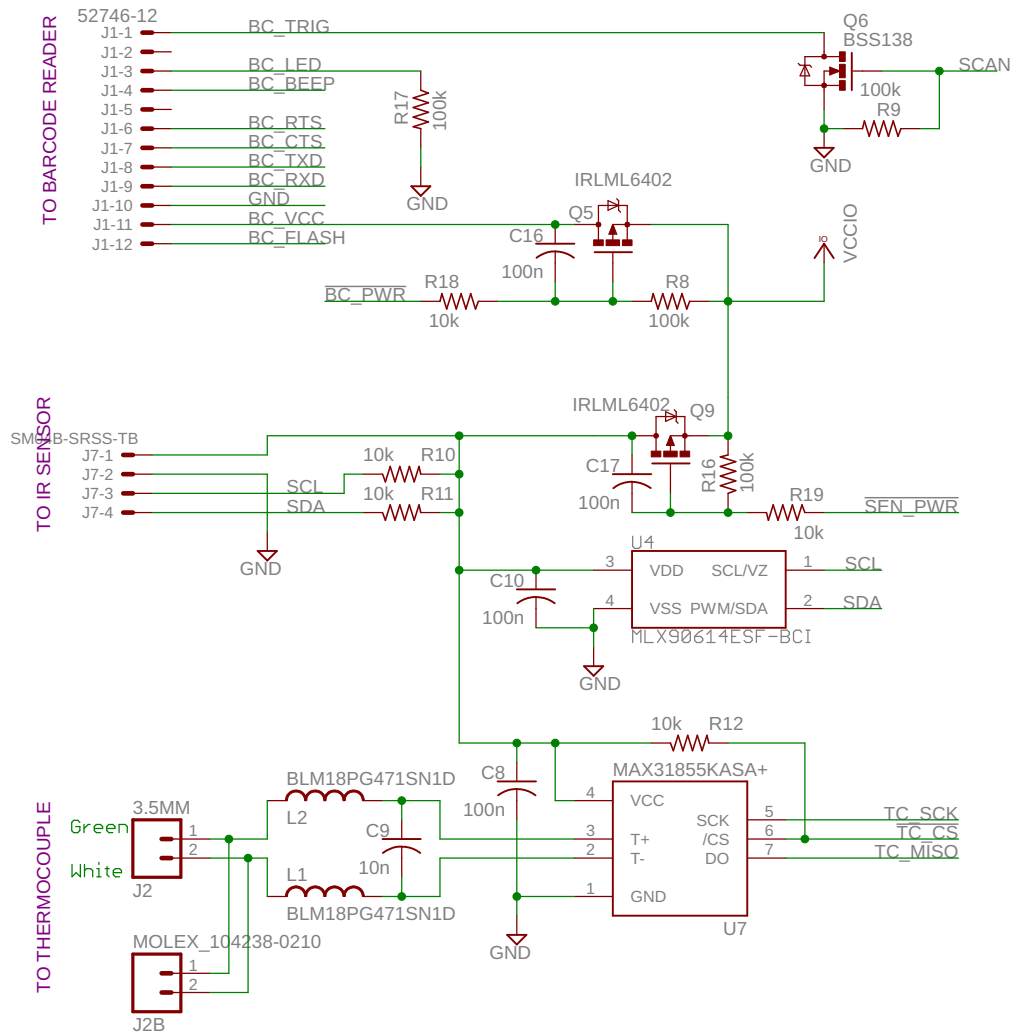 52746-12
TO BARCODE READER
J1-1 BC_TRIG
J1-2
J1-3 BC_LED
J1-4 BC_BEEP
J1-5
J1-6 BC_RTS
J1-7 BC_CTS
J1-8 BC_TXD
J1-9 BC_RXD
J1-10 GND
J1-11 BC_VCC
J1-12 BC_FLASH
R17
100k
GND
Q6
BSS138
SCAN
100k
R9
GND
IRLML6402
Q5
C16
100n
IO
VCCIO
BC_PWR
R18
10k
R8
100k
TO IR SENSOR
SM04B-SRSS-TB
J7-1
J7-2
J7-3 SCL
J7-4 SDA
10k R10
10k R11
GND
IRLML6402
Q9
C17
100n
R16
100k
R19
10k
SEN_PWR
U4
3 VDD SCL/VZ 1 SCL
4 VSS PWM/SDA 2 SDA
MLX90614ESF-BCI
C10
100n
GND
10k R12
MAX31855KASA+
4 VCC
SCK 5 TC_SCK
3 T+ /CS 6 TC_CS
2 T- DO 7 TC_MISO
1 GND
U7
C8
100n
GND
TO THERMOCOUPLE
BLM18PG471SN1D
L2
C9
10n
L1
BLM18PG471SN1D
3.5MM
Green 1
White 2
J2
MOLEX_104238-0210
1
2
J2B